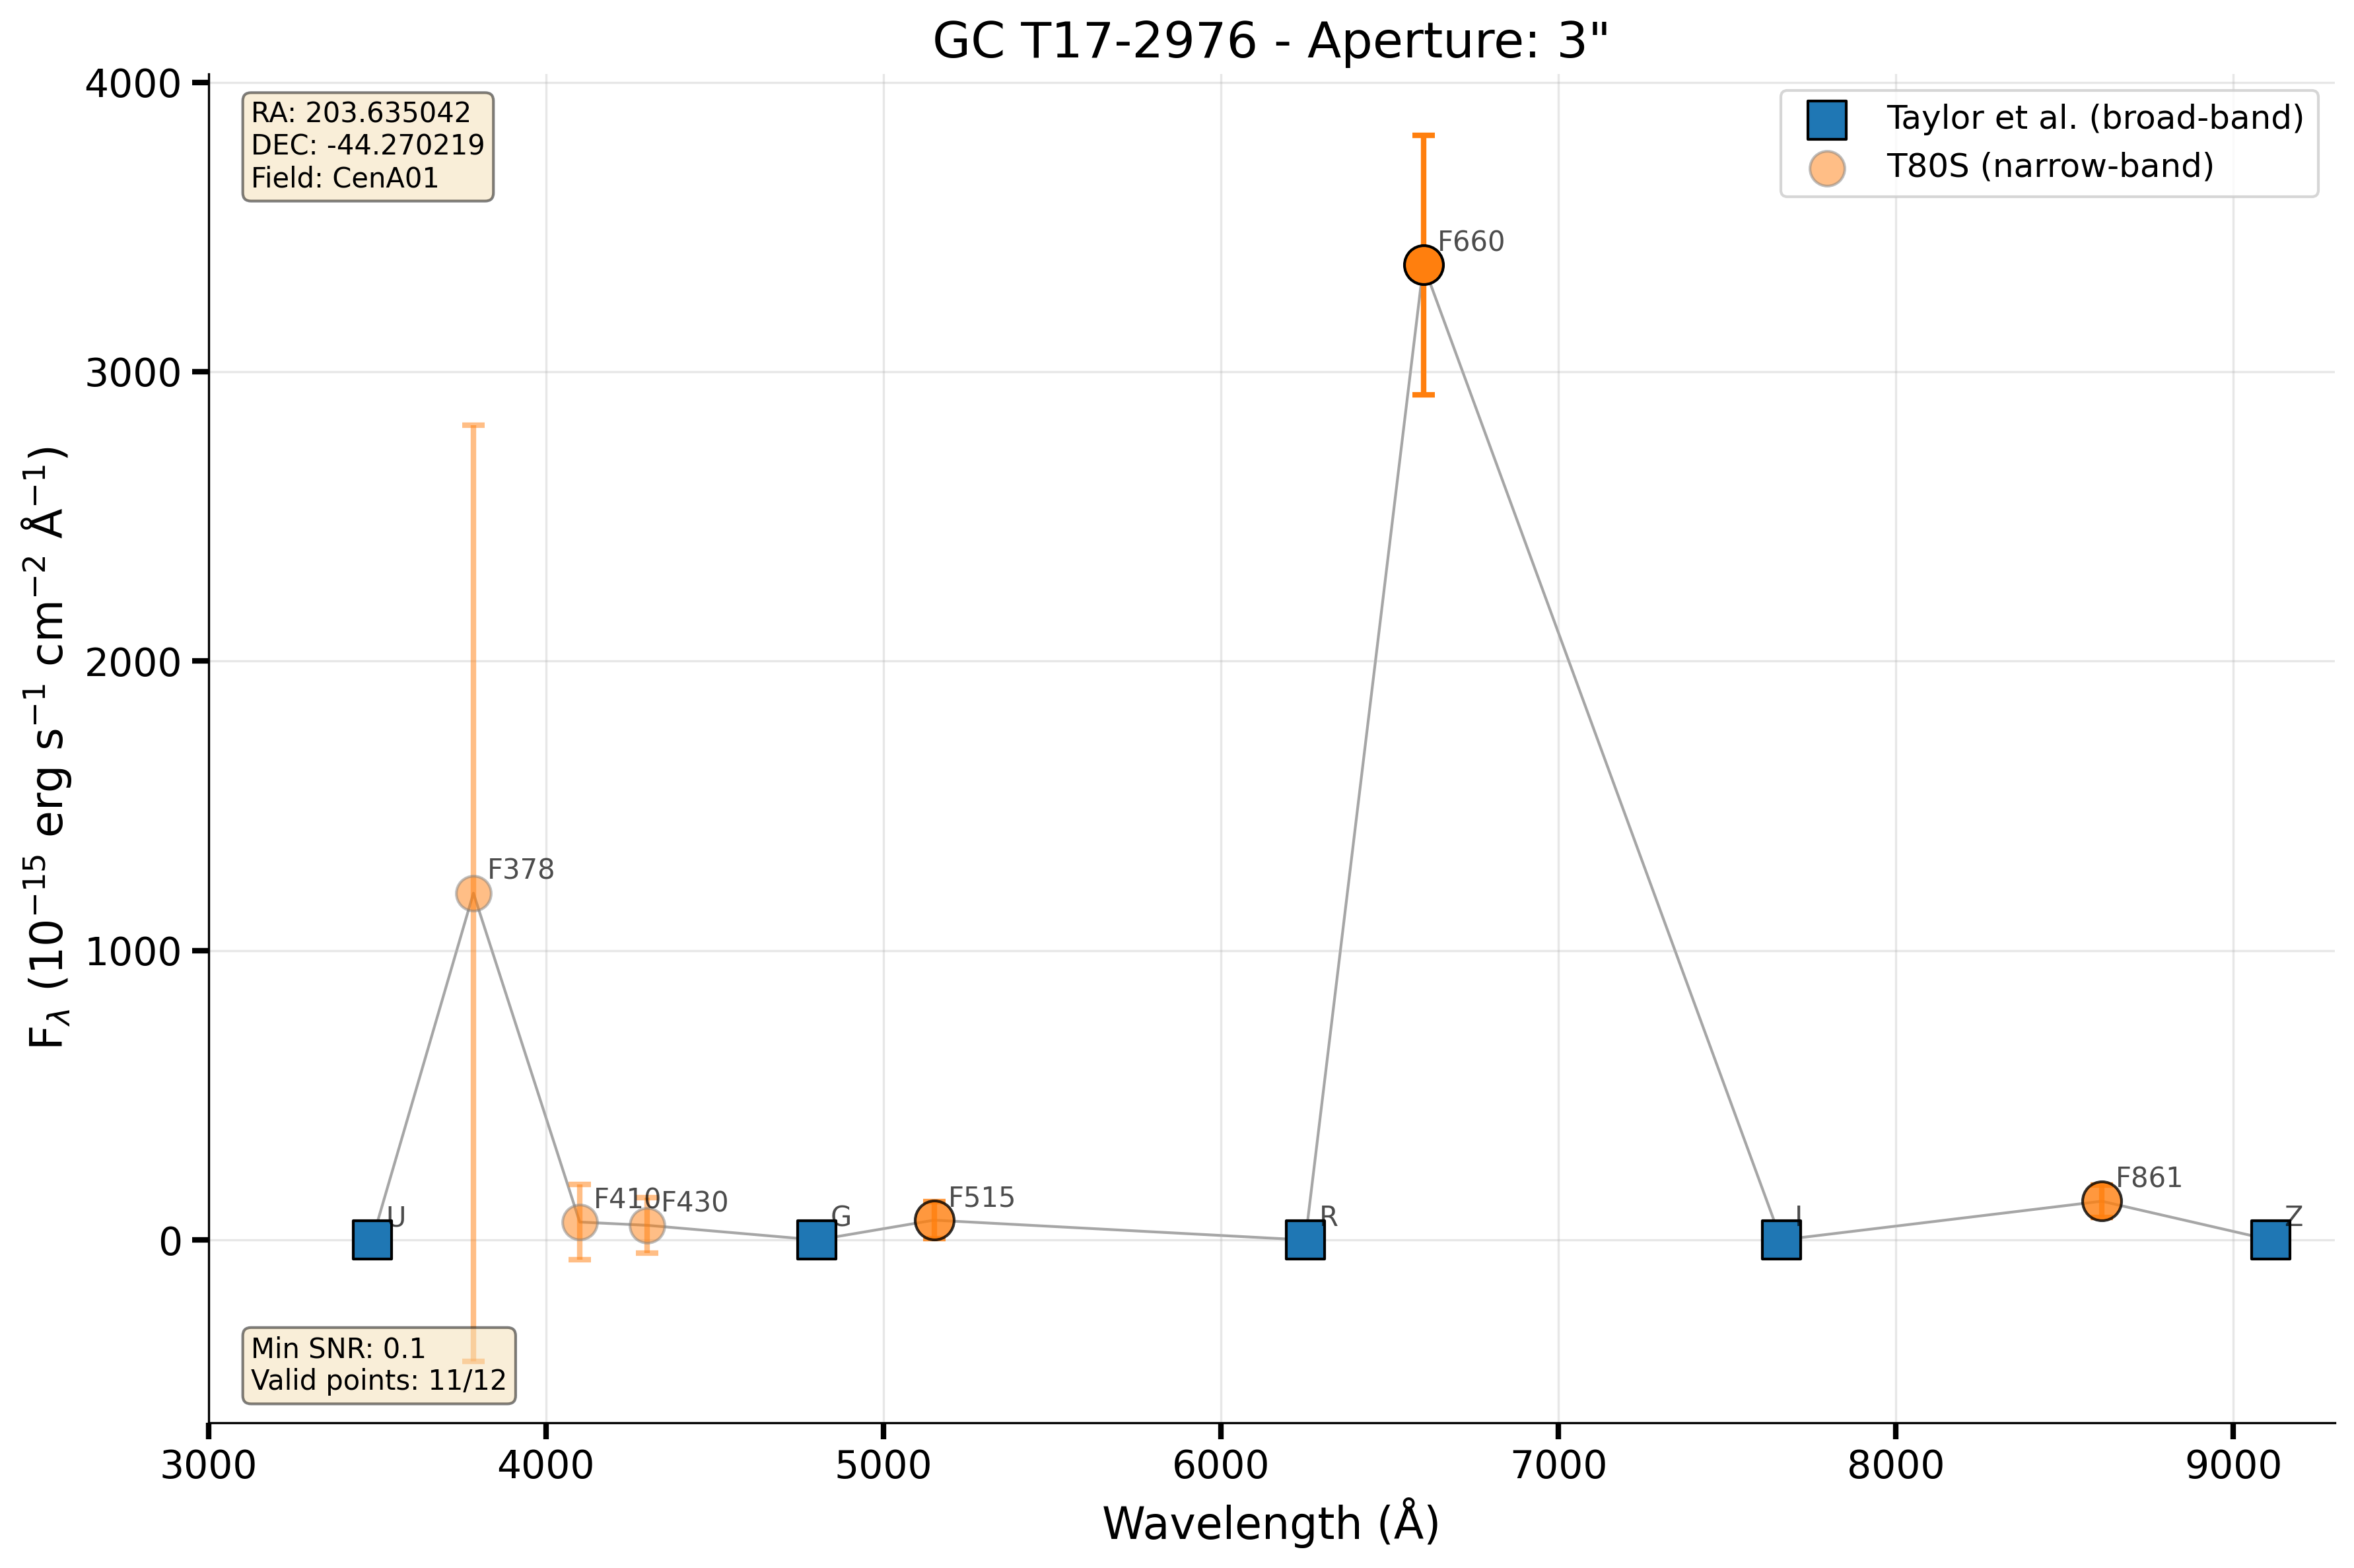 GC T17-2976 - Aperture: 3"
RA: 203.635042
DEC: -44.270219
Field: CenA01
Taylor et al. (broad-band)
T80S (narrow-band)
F_λ (10⁻¹⁵ erg s⁻¹ cm⁻² Å⁻¹)
4000
3000
2000
1000
0
F660
F378
F410
F430
F515
F861
U
G
R
I
Z
Min SNR: 0.1
Valid points: 11/12
3000
4000
5000
6000
7000
8000
9000
Wavelength (Å)